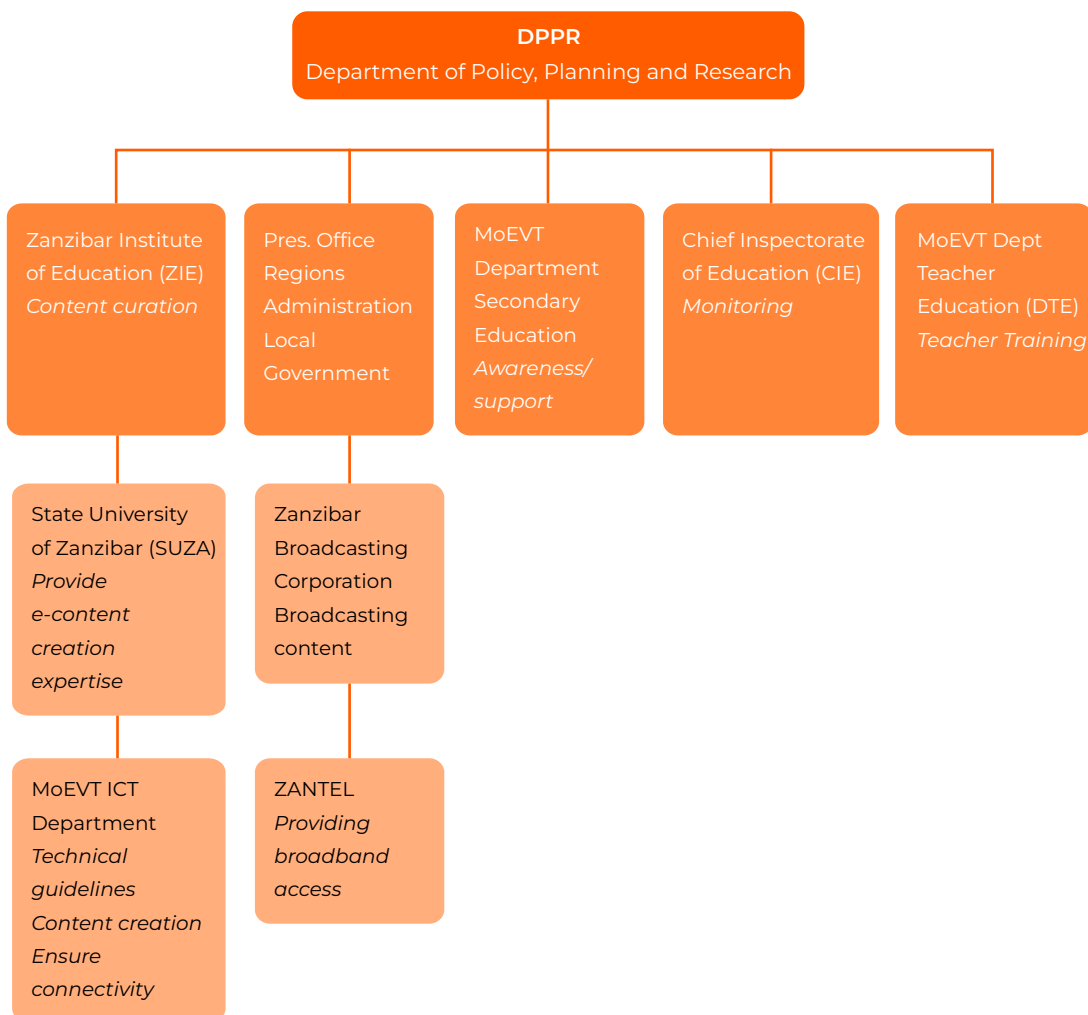 DPPR
Department of Policy, Planning and Research
Zanzibar Institute
of Education (ZIE)
Content curation
Pres. Office
Regions
Administration
Local
Government
MoEVT
Department
Secondary
Education
Awareness/
support
Chief Inspectorate
of Education (CIE)
Monitoring
MoEVT Dept
Teacher
Education (DTE)
Teacher Training
State University
of Zanzibar (SUZA)
Provide
e-content
creation
expertise
Zanzibar
Broadcasting
Corporation
Broadcasting
content
MoEVT ICT
Department
Technical
guidelines
Content creation
Ensure
connectivity
ZANTEL
Providing
broadband
access